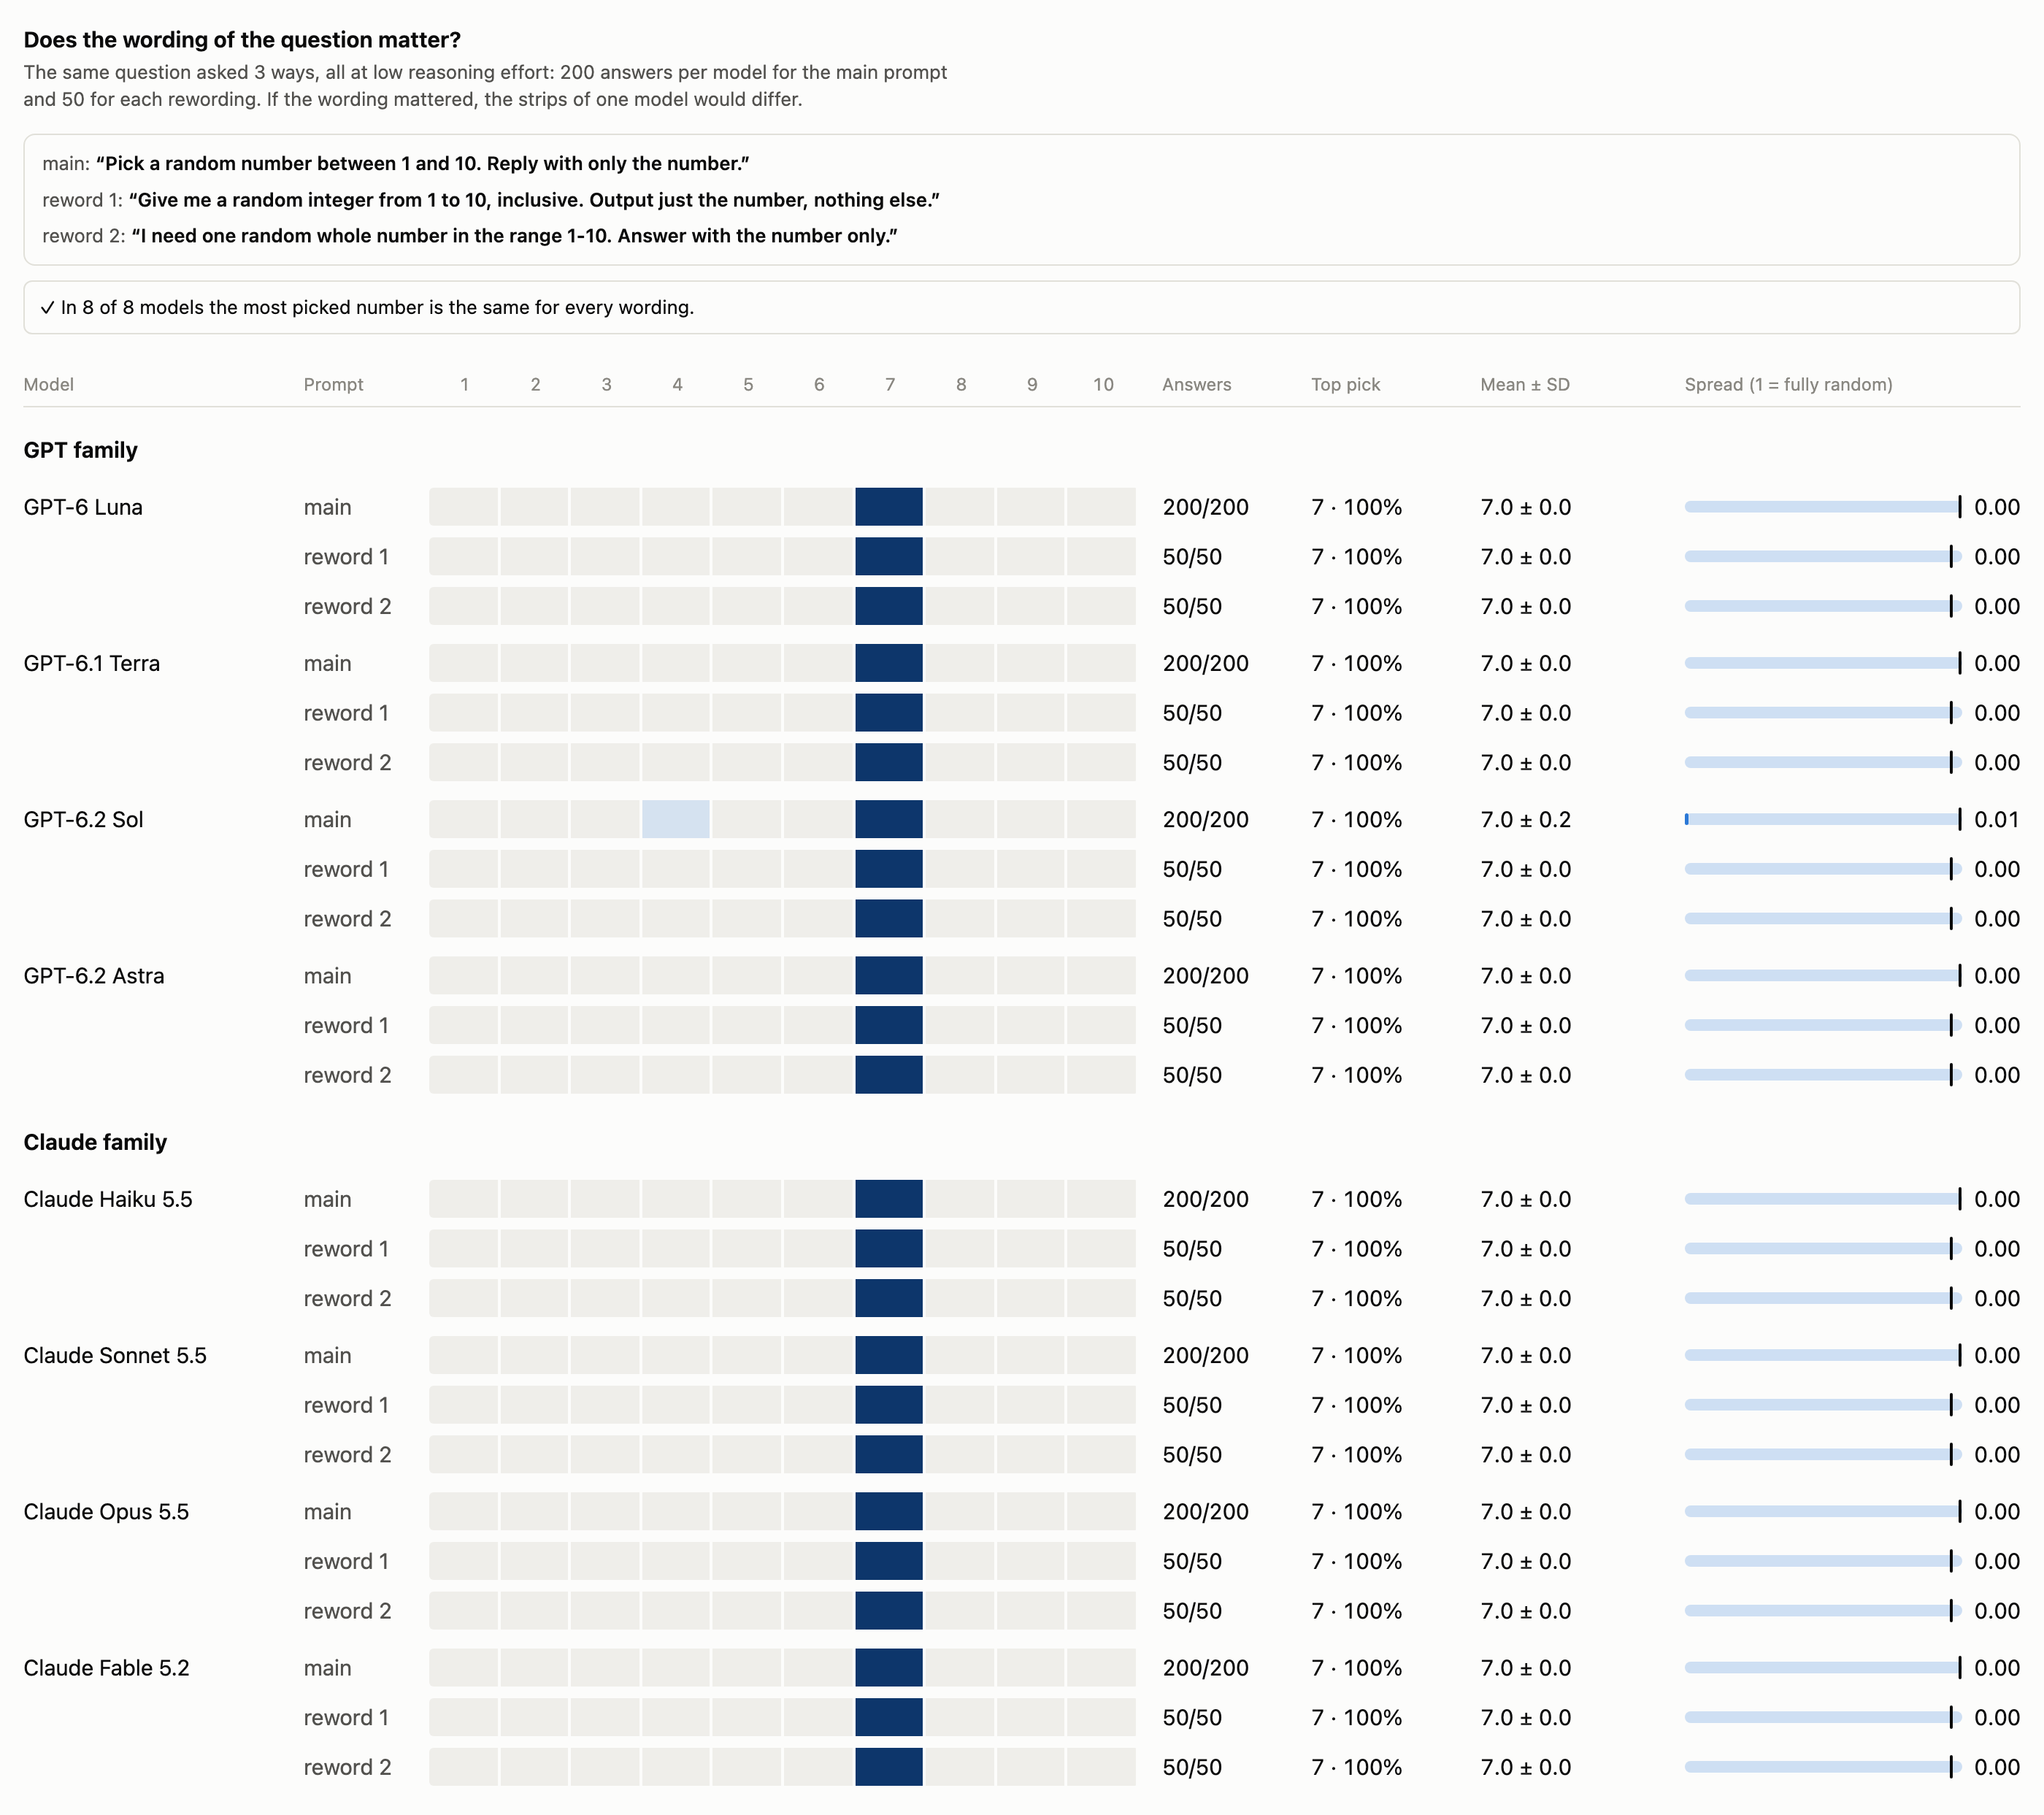 Does the wording of the question matter?
The same question asked 3 ways, all at low reasoning effort: 200 answers per model for the main prompt
and 50 for each rewording. If the wording mattered, the strips of one model would differ.
main: “Pick a random number between 1 and 10. Reply with only the number.”
reword 1: “Give me a random integer from 1 to 10, inclusive. Output just the number, nothing else.”
reword 2: “I need one random whole number in the range 1-10. Answer with the number only.”
✓ In 8 of 8 models the most picked number is the same for every wording.
Model Prompt 1 2 3 4 5 6 7 8 9 10 Answers Top pick Mean ± SD Spread (1 = fully random)
GPT family
GPT-6 Luna main 200/200 7 · 100% 7.0 ± 0.0 0.00
reword 1 50/50 7 · 100% 7.0 ± 0.0 0.00
reword 2 50/50 7 · 100% 7.0 ± 0.0 0.00
GPT-6.1 Terra main 200/200 7 · 100% 7.0 ± 0.0 0.00
reword 1 50/50 7 · 100% 7.0 ± 0.0 0.00
reword 2 50/50 7 · 100% 7.0 ± 0.0 0.00
GPT-6.2 Sol main 200/200 7 · 100% 7.0 ± 0.2 0.01
reword 1 50/50 7 · 100% 7.0 ± 0.0 0.00
reword 2 50/50 7 · 100% 7.0 ± 0.0 0.00
GPT-6.2 Astra main 200/200 7 · 100% 7.0 ± 0.0 0.00
reword 1 50/50 7 · 100% 7.0 ± 0.0 0.00
reword 2 50/50 7 · 100% 7.0 ± 0.0 0.00
Claude family
Claude Haiku 5.5 main 200/200 7 · 100% 7.0 ± 0.0 0.00
reword 1 50/50 7 · 100% 7.0 ± 0.0 0.00
reword 2 50/50 7 · 100% 7.0 ± 0.0 0.00
Claude Sonnet 5.5 main 200/200 7 · 100% 7.0 ± 0.0 0.00
reword 1 50/50 7 · 100% 7.0 ± 0.0 0.00
reword 2 50/50 7 · 100% 7.0 ± 0.0 0.00
Claude Opus 5.5 main 200/200 7 · 100% 7.0 ± 0.0 0.00
reword 1 50/50 7 · 100% 7.0 ± 0.0 0.00
reword 2 50/50 7 · 100% 7.0 ± 0.0 0.00
Claude Fable 5.2 main 200/200 7 · 100% 7.0 ± 0.0 0.00
reword 1 50/50 7 · 100% 7.0 ± 0.0 0.00
reword 2 50/50 7 · 100% 7.0 ± 0.0 0.00